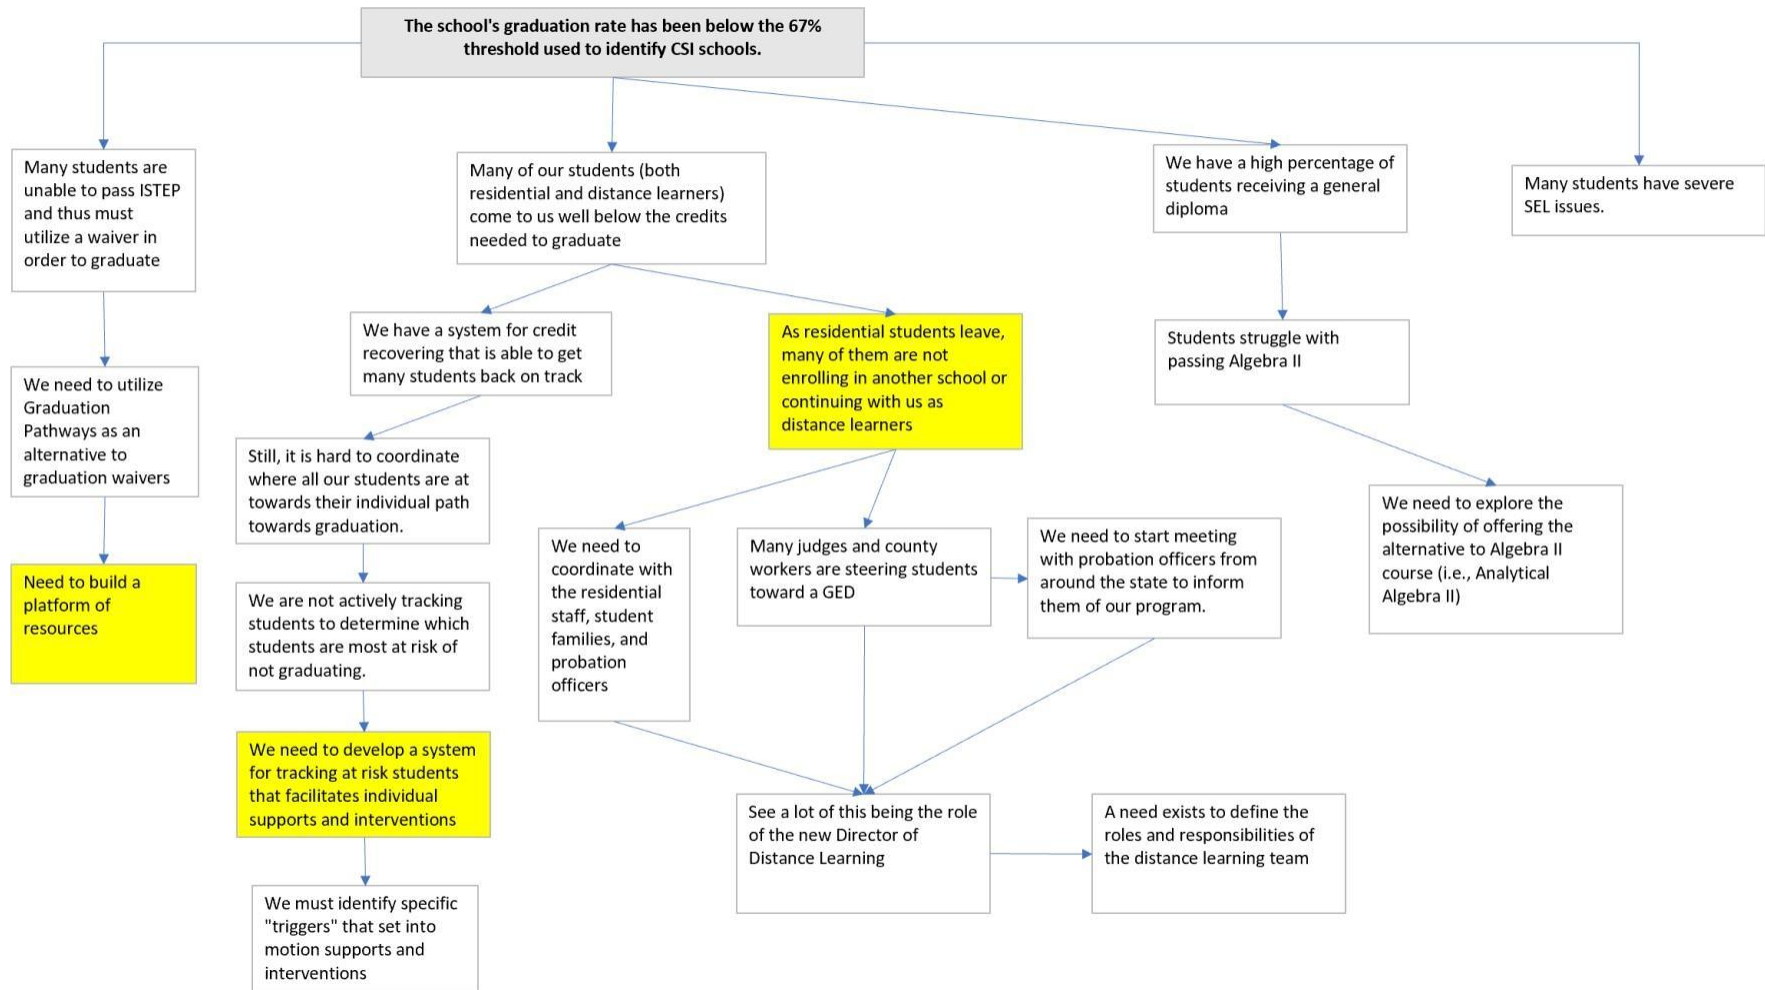 The school's graduation rate has been below the 67%
threshold used to identify CSI schools.
Many students are
unable to pass ISTEP
and thus must
utilize a waiver in
order to graduate
Many of our students (both
residential and distance learners)
come to us well below the credits
needed to graduate
We have a high percentage of
students receiving a general
diploma
Many students have severe
SEL issues.
We have a system for credit
recovering that is able to get
many students back on track
As residential students leave,
many of them are not
enrolling in another school or
continuing with us as
distance learners
Students struggle with
passing Algebra II
We need to utilize
Graduation
Pathways as an
alternative to
graduation waivers
Still, it is hard to coordinate
where all our students are at
towards their individual path
towards graduation.
We need to
coordinate with
the residential
staff, student
families, and
probation
officers
Many judges and county
workers are steering students
toward a GED
We need to start meeting
with probation officers from
around the state to inform
them of our program.
We need to explore the
possibility of offering the
alternative to Algebra II
course (i.e., Analytical
Algebra II)
Need to build a
platform of
resources
We are not actively tracking
students to determine which
students are most at risk of
not graduating.
We need to develop a system
for tracking at risk students
that facilitates individual
supports and interventions
See a lot of this being the role
of the new Director of
Distance Learning
A need exists to define the
roles and responsibilities of
the distance learning team
We must identify specific
"triggers" that set into
motion supports and
interventions